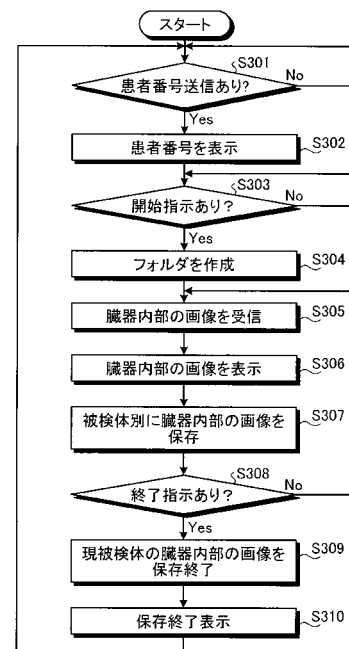 スタート
S301
患者番号送信あり?
No
Yes
患者番号を表示
S302
S303
開始指示あり?
No
Yes
フォルダを作成
S304
臓器内部の画像を受信
S305
臓器内部の画像を表示
S306
被検体別に臓器内部の画像を
保存
S307
S308
終了指示あり?
No
Yes
現被検体の臓器内部の画像を
保存終了
S309
保存終了表示
S310